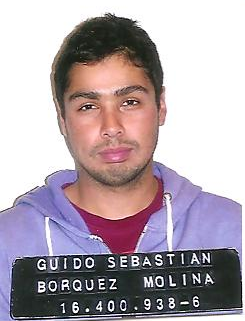 GUIDO SEBASTIAN
BORQUEZ MOLINA
16.400.938-6